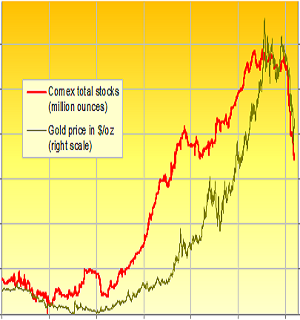 Comex total stocks
(million ounces)
Gold price in $/oz
(right scale)